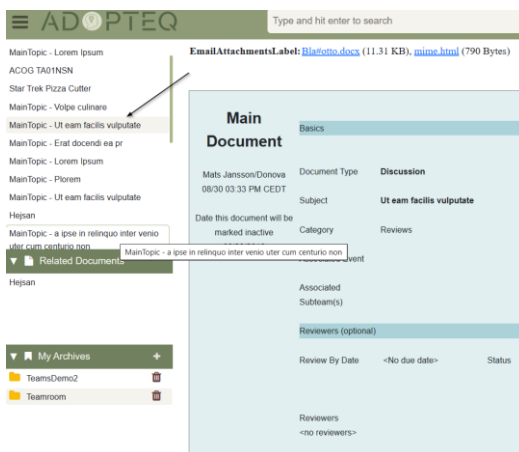 ADOPTEQ
Type and hit enter to search
MainTopic - Lorem Ipsum
ACOG TA01NSN
Star Trek Pizza Cutter
MainTopic - Volpe culinare
MainTopic - Ut eam facilis vulputate
MainTopic - Erat docendi ea pr
MainTopic - Lorem Ipsum
MainTopic - Plorem
MainTopic - Ut eam facilis vulputate
Hejsan
MainTopic - a ipse in relinquo inter venio
uter cum centurio non
MainTopic - a ipse in relinquo inter venio uter cum centurio non
Related Documents
Hejsan
My Archives +
TeamsDemo2
Teamroom
EmailAttachmentsLabel: Bla#otto.docx (11.31 KB), mime.html (790 Bytes)
Main
Document
Mats Jansson/Donova
08/30 03:33 PM CEDT
Date this document will be
marked inactive
Basics
Document Type Discussion
Subject Ut eam facilis vulputate
Category Reviews
Associated
Subteam(s)
Reviewers (optional)
Review By Date <No due date> Status
Reviewers
<no reviewers>